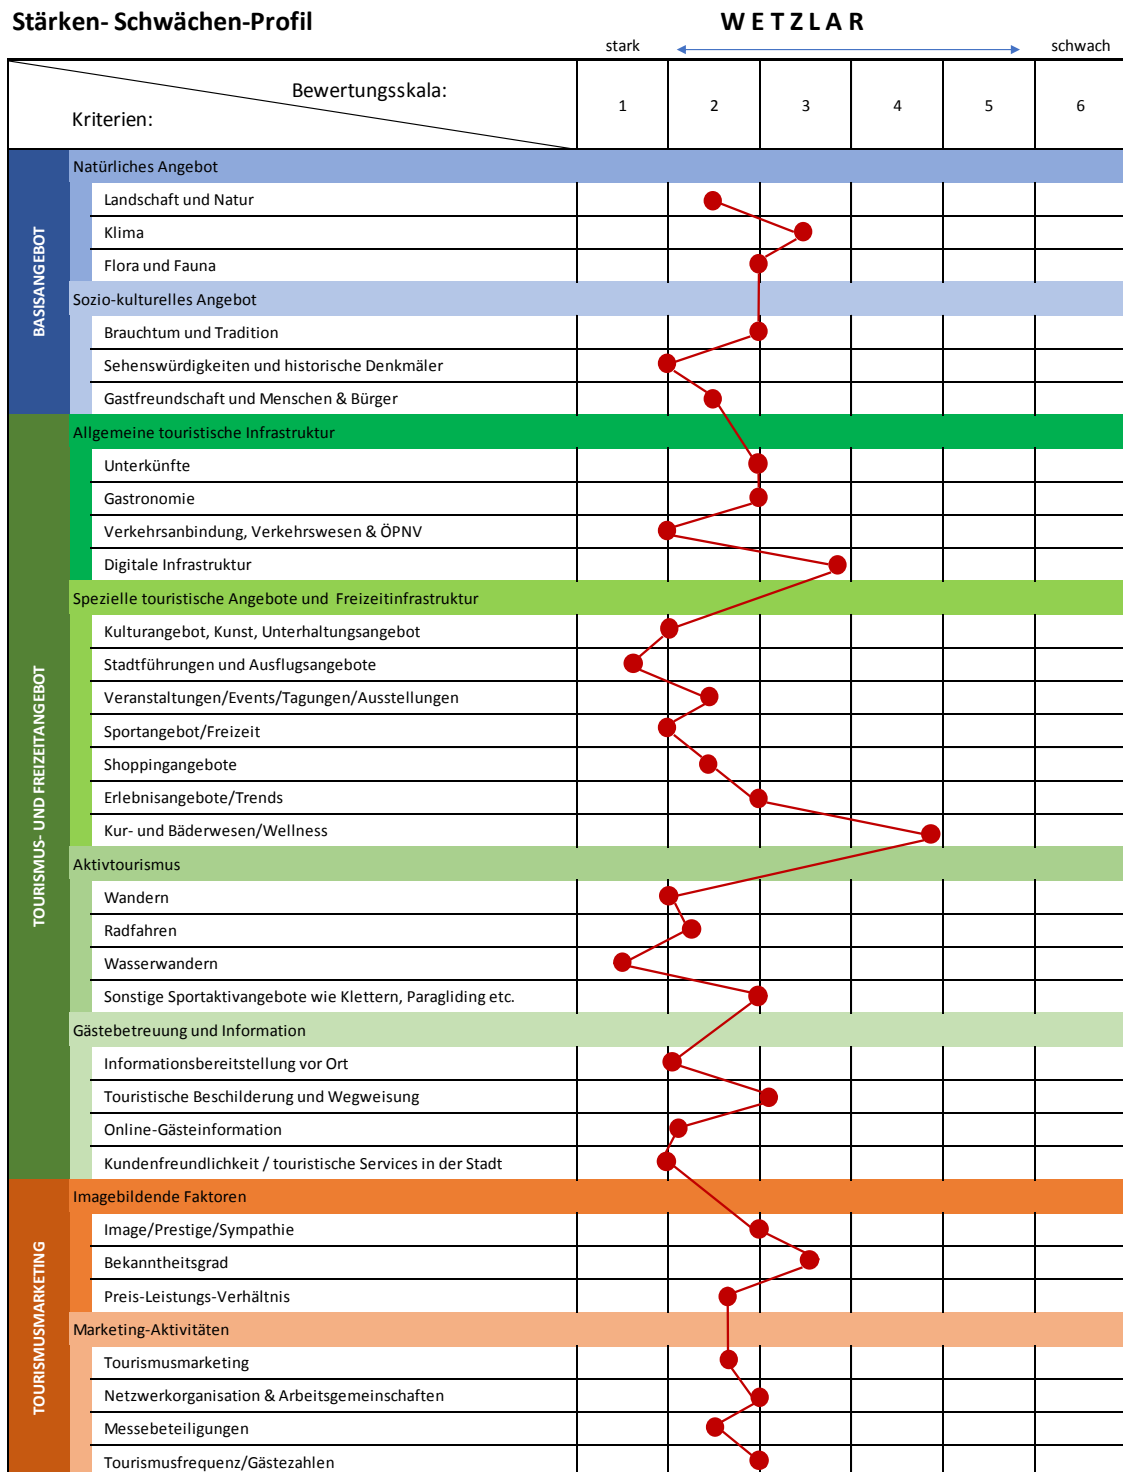 Stärken- Schwächen-Profil
W E T Z L A R
stark
schwach
Bewertungsskala:
Kriterien:
1
2
3
4
5
6
BASISANGEBOT
Natürliches Angebot
Landschaft und Natur
Klima
Flora und Fauna
Sozio-kulturelles Angebot
Brauchtum und Tradition
Sehenswürdigkeiten und historische Denkmäler
Gastfreundschaft und Menschen & Bürger
TOURISMUS- UND FREIZEITANGEBOT
Allgemeine touristische Infrastruktur
Unterkünfte
Gastronomie
Verkehrsanbindung, Verkehrswesen & ÖPNV
Digitale Infrastruktur
Spezielle touristische Angebote und Freizeitinfrastruktur
Kulturangebot, Kunst, Unterhaltungsangebot
Stadtführungen und Ausflugsangebote
Veranstaltungen/Events/Tagungen/Ausstellungen
Sportangebot/Freizeit
Shoppingangebote
Erlebnisangebote/Trends
Kur- und Bäderwesen/Wellness
Aktivtourismus
Wandern
Radfahren
Wasserwandern
Sonstige Sportaktivangebote wie Klettern, Paragliding etc.
Gästebetreuung und Information
Informationsbereitstellung vor Ort
Touristische Beschilderung und Wegweisung
Online-Gästeinformation
Kundenfreundlichkeit / touristische Services in der Stadt
TOURISMUSMARKETING
Imagebildende Faktoren
Image/Prestige/Sympathie
Bekanntheitsgrad
Preis-Leistungs-Verhältnis
Marketing-Aktivitäten
Tourismusmarketing
Netzwerkorganisation & Arbeitsgemeinschaften
Messebeteiligungen
Tourismusfrequenz/Gästezahlen